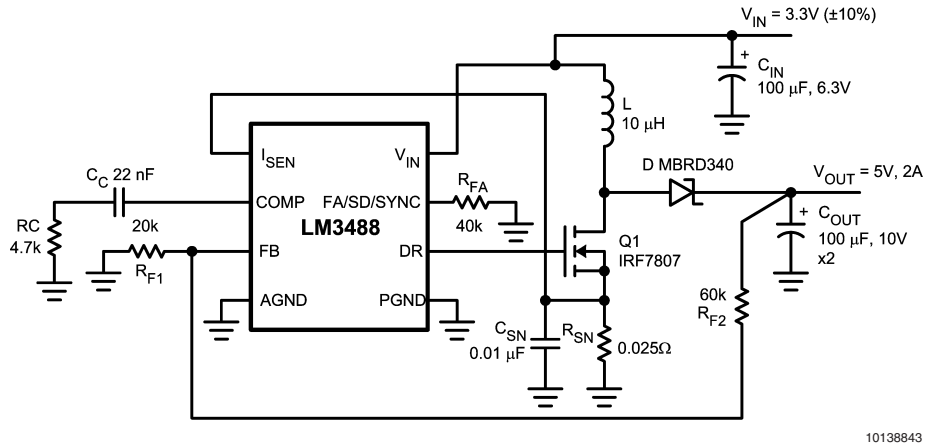 V_IN = 3.3V (±10%)
C_IN
100 μF, 6.3V
L
10 μH
D MBRD340
V_OUT = 5V, 2A
C_OUT
100 μF, 10V
x2
I_SEN
V_IN
C_C 22 nF
COMP
FA/SD/SYNC
R_FA
40k
LM3488
RC
4.7k
20k
R_F1
FB
DR
Q1
IRF7807
AGND
PGND
C_SN
0.01 μF
R_SN
0.025Ω
60k
R_F2
10138843